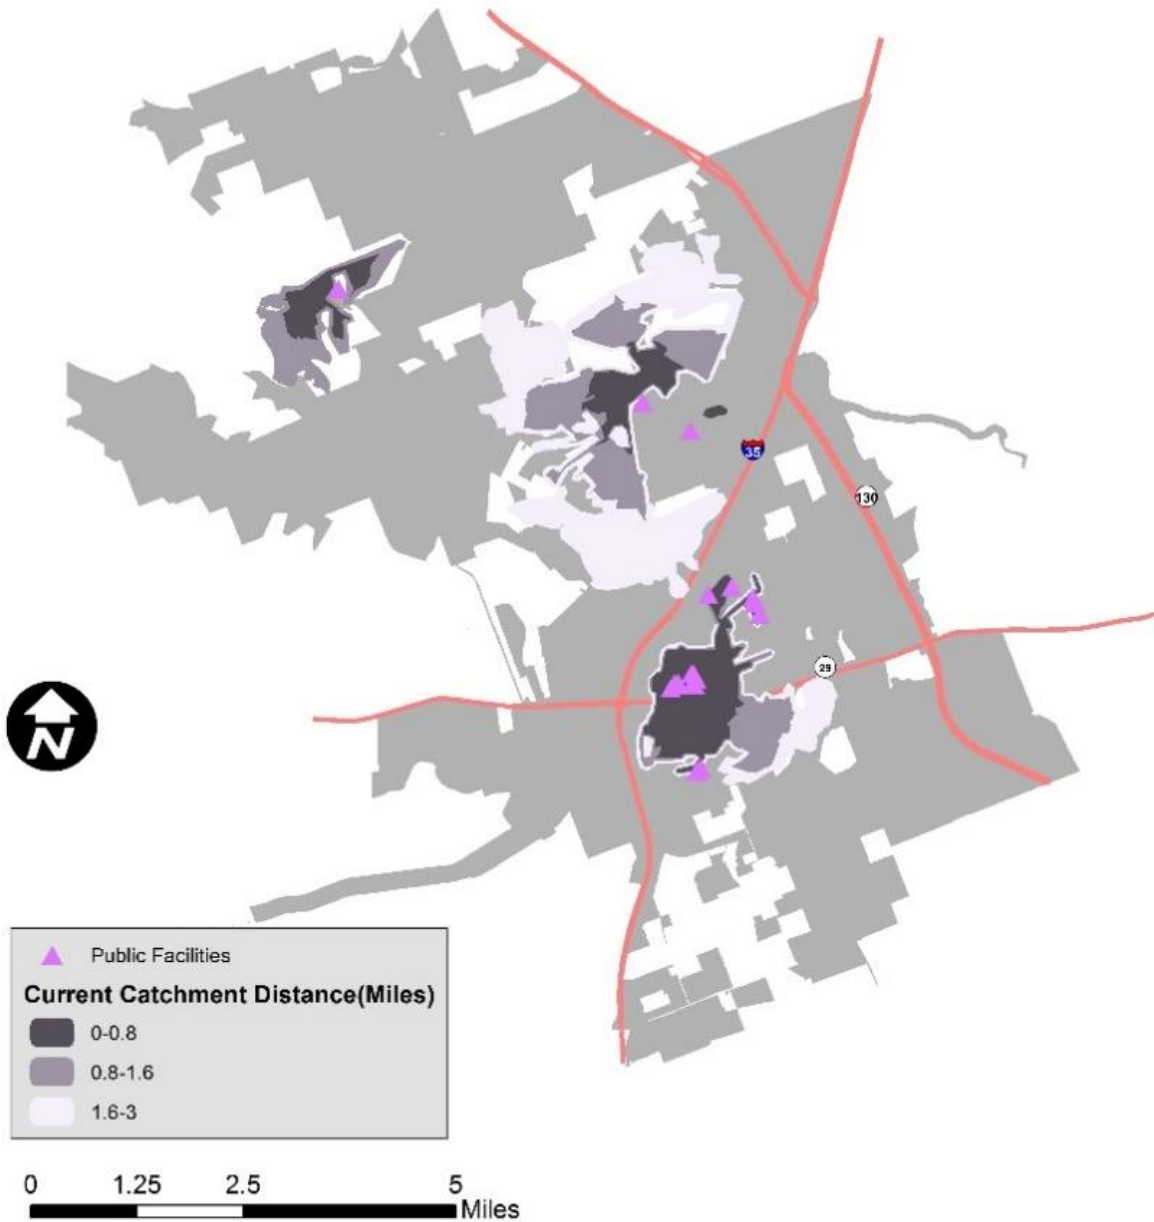 35
130
29
N
Public Facilities
Current Catchment Distance(Miles)
0-0.8
0.8-1.6
1.6-3
0 1.25 2.5 5
Miles